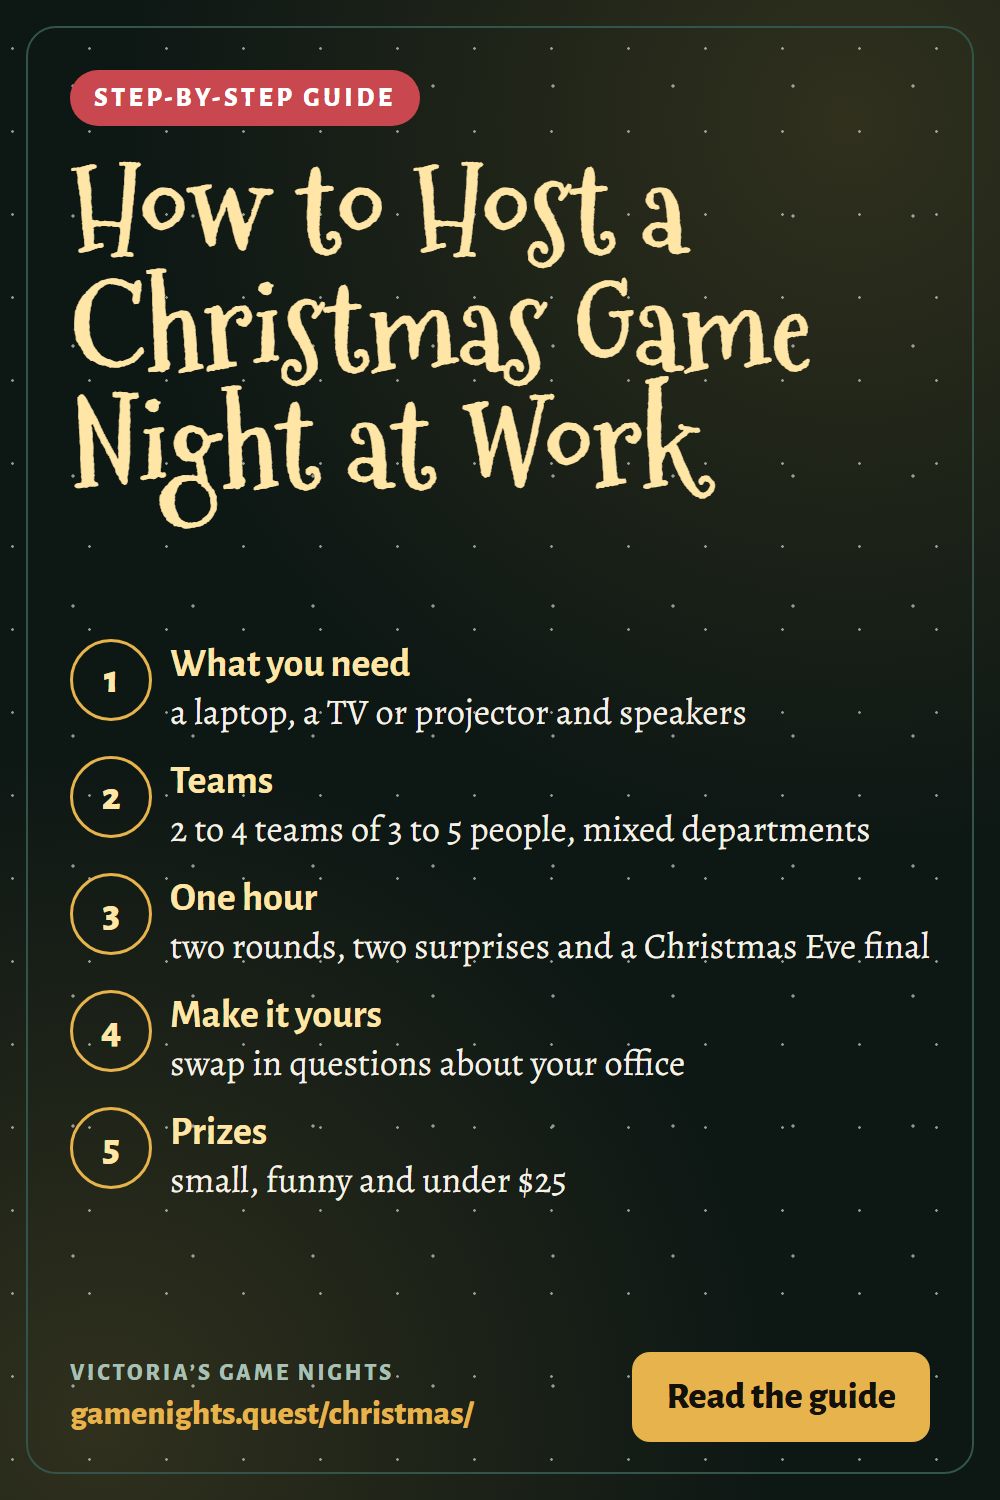 STEP-BY-STEP GUIDE
How to Host a
Christmas Game
Night at Work
1
What you need
a laptop, a TV or projector and speakers
2
Teams
2 to 4 teams of 3 to 5 people, mixed departments
3
One hour
two rounds, two surprises and a Christmas Eve final
4
Make it yours
swap in questions about your office
5
Prizes
small, funny and under $25
VICTORIA’S GAME NIGHTS
gamenights.quest/christmas/
Read the guide